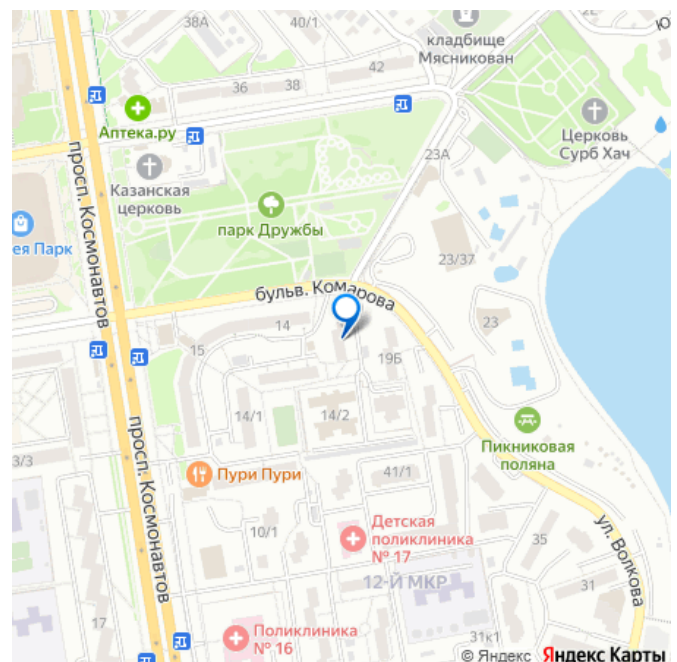 38А
40/1
кладбище
Мясникован
42
36
38
Аптека.ру
Церковь
Сурб Хач
23А
Казанская
церковь
просп. Космонавтов
парк Дружбы
ея Парк
23/37
бульв. Комарова
14
23
15
19Б
14/1
14/2
Пикниковая
поляна
просп. Космонавтов
3/3
Пури Пури
41/1
10/1
Детская
поликлиника
№ 17
35
ул. Волкова
12-Й МКР
31
17
Поликлиника
№ 16
31к1
© Яндекс Яндекс Карты